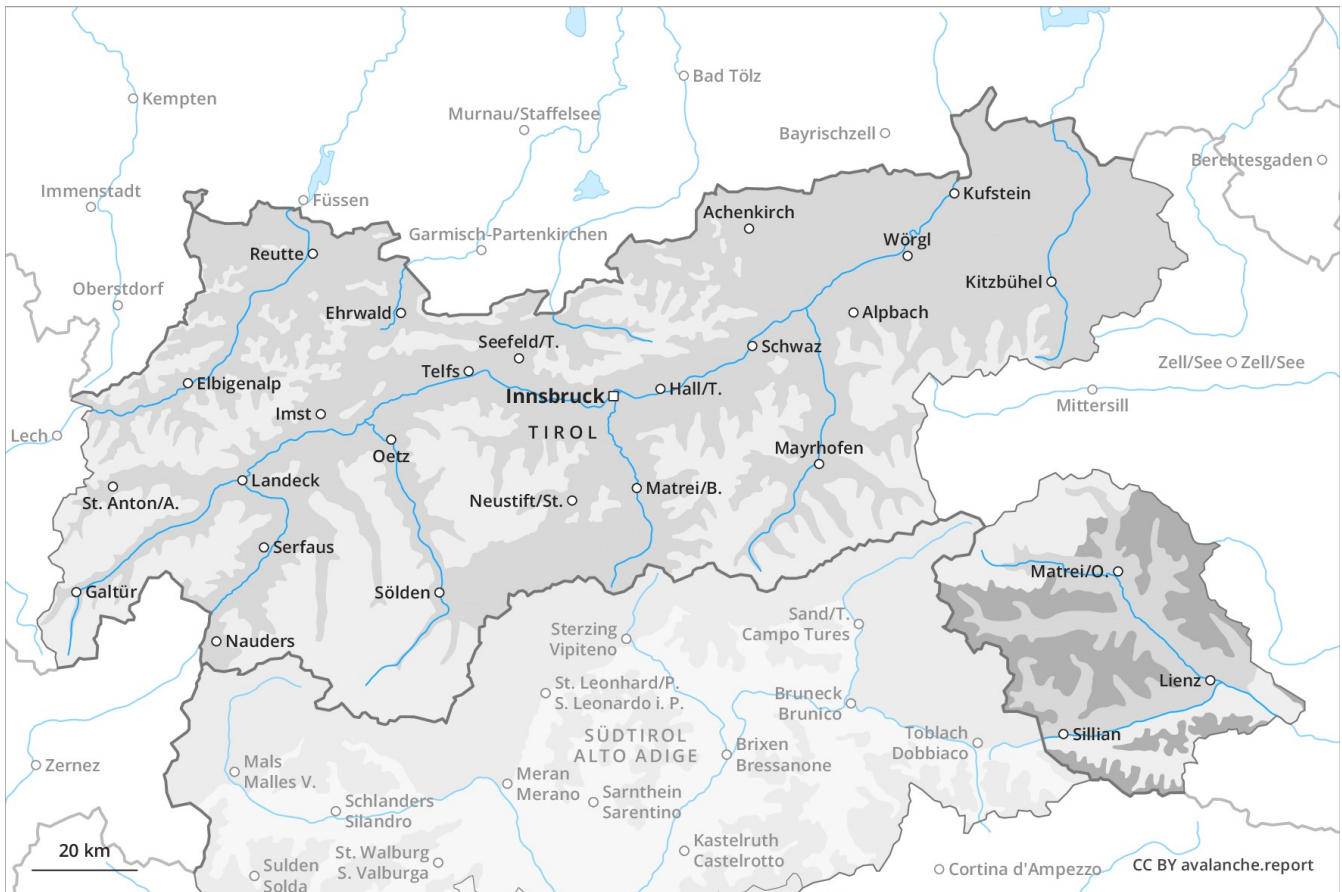 Kempten
Bad Tölz
Murnau/Staffelsee
Bayrischzell
Berchtesgaden
Immenstadt
Füssen
Kufstein
Achenkirch
Garmisch-Partenkirchen
Wörgl
Reutte
Oberstdorf
Kitzbühel
Ehrwald
Alpbach
Seefeld/T.
Schwaz
Telfs
Zell/See
Zell/See
Elbigenalp
Hall/T.
Innsbruck
Mittersill
Imst
TIROL
Lech
Oetz
Mayrhofen
Landeck
Matrei/B.
St. Anton/A.
Neustift/St.
Serfaus
Matrei/O.
Galtür
Sölden
Sand/T.
Campo Tures
Nauders
Sterzing
Vipiteno
Lienz
St. Leonhard/P.
S. Leonardo i. P.
Bruneck
Brunico
SÜDTIROL
ALTO ADIGE
Sillian
Toblach
Dobbiaco
Brixen
Bressanone
Zernez
Mals
Malles V.
Meran
Merano
Schlanders
Silandro
Sarnthein
Sarentino
Kastelruth
Castelrotto
20 km
St. Walburg
S. Valburga
Sulden
Solda
Cortina d'Ampezzo
CC BY avalanche.report